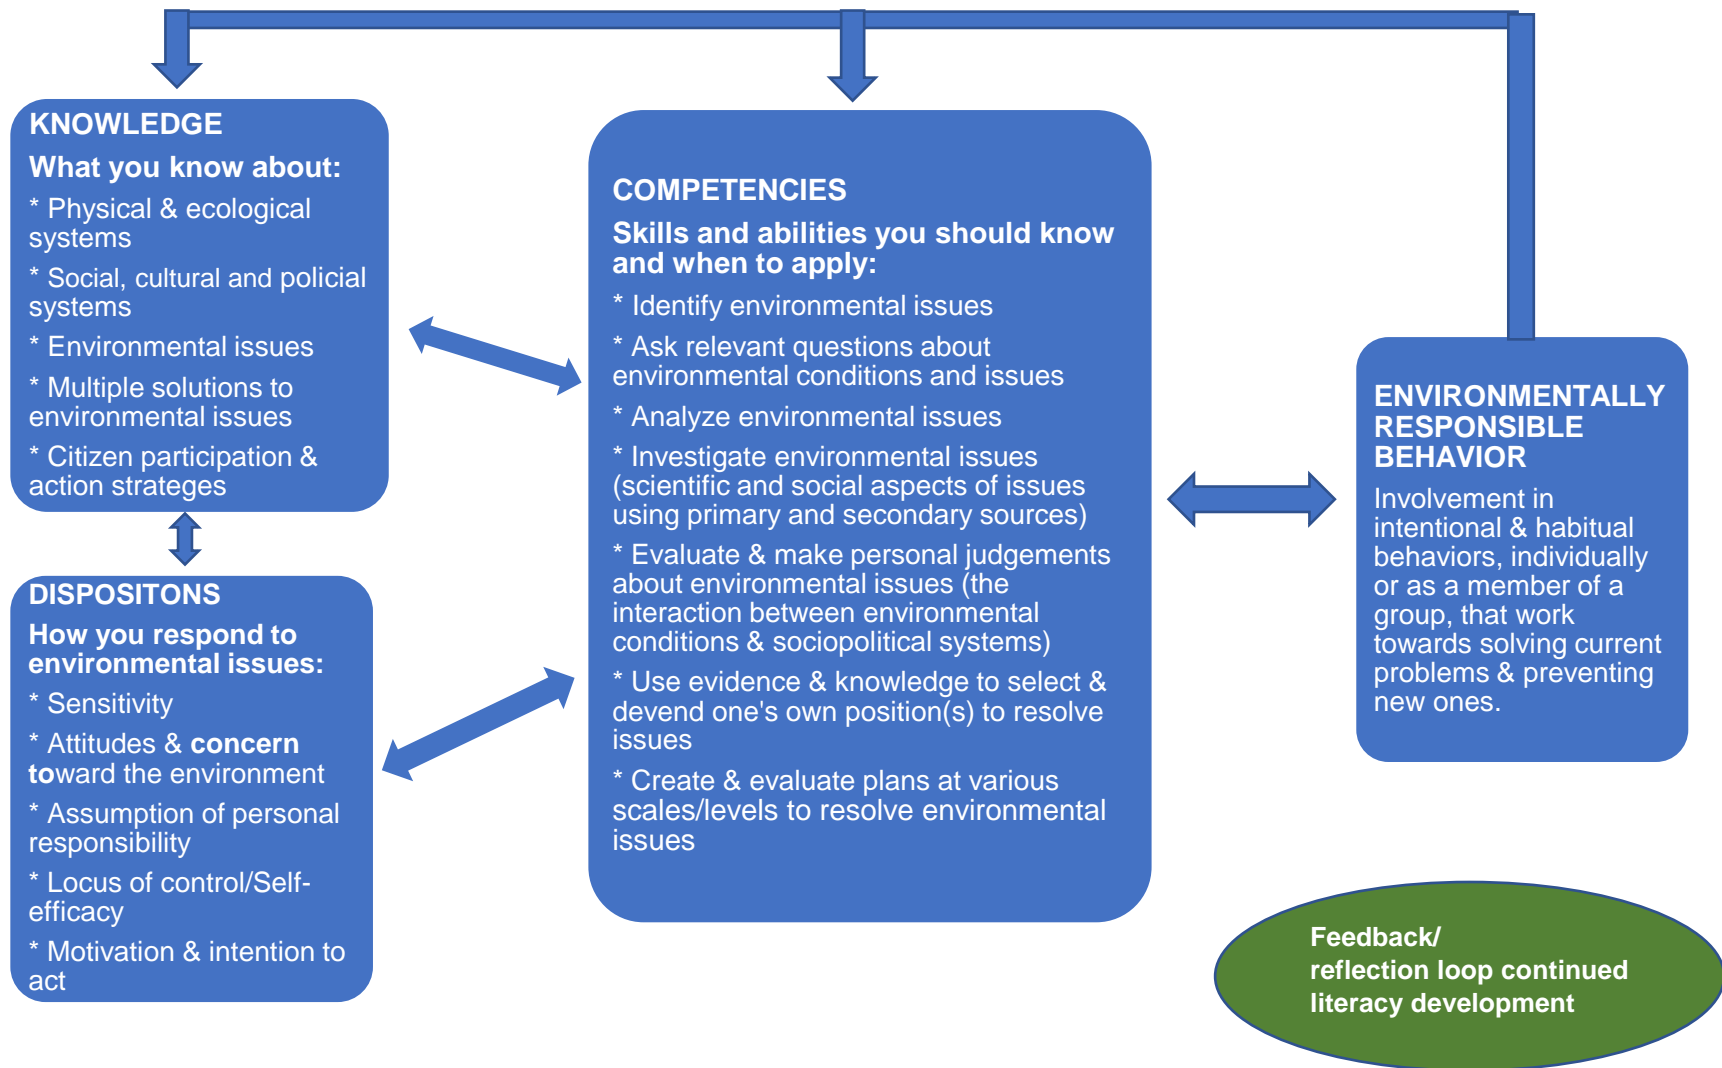 KNOWLEDGE
What you know about:
* Physical & ecological
systems
* Social, cultural and policial
systems
* Environmental issues
* Multiple solutions to
environmental issues
* Citizen participation &
action strateges
DISPOSITONS
How you respond to
environmental issues:
* Sensitivity
* Attitudes & concern
toward the environment
* Assumption of personal
responsibility
* Locus of control/Self-
efficacy
* Motivation & intention to
act
COMPETENCIES
Skills and abilities you should know
and when to apply:
* Identify environmental issues
* Ask relevant questions about
environmental conditions and issues
* Analyze environmental issues
* Investigate environmental issues
(scientific and social aspects of issues
using primary and secondary sources)
* Evaluate & make personal judgements
about environmental issues (the
interaction between environmental
conditions & sociopolitical systems)
* Use evidence & knowledge to select &
devend one's own position(s) to resolve
issues
* Create & evaluate plans at various
scales/levels to resolve environmental
issues
ENVIRONMENTALLY
RESPONSIBLE
BEHAVIOR
Involvement in
intentional & habitual
behaviors, individually
or as a member of a
group, that work
towards solving current
problems & preventing
new ones.
Feedback/
reflection loop continued
literacy development